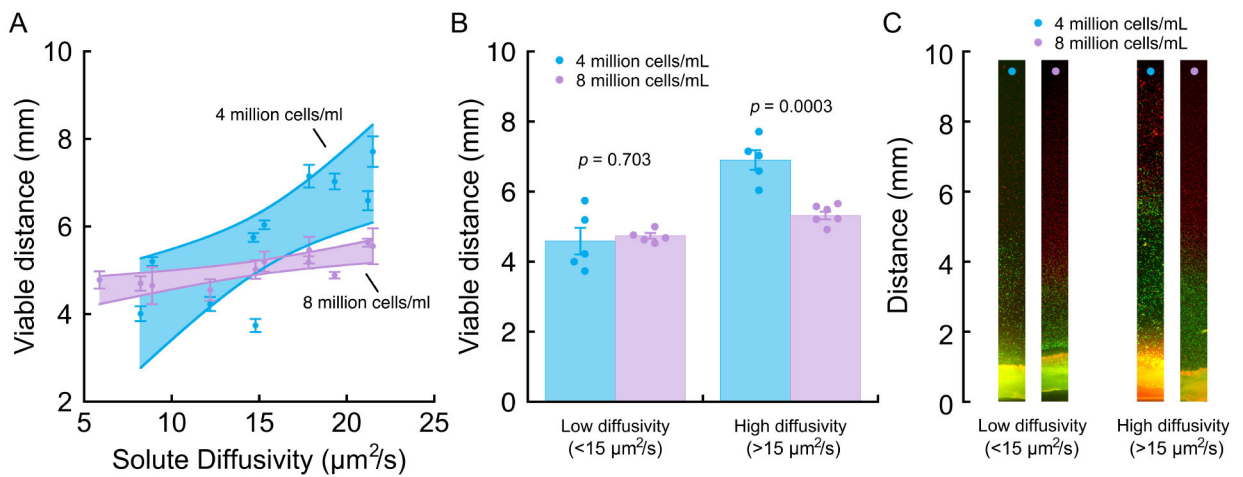 A
10
8
6
4
2
Viable distance (mm)
4 million cells/ml
8 million cells/ml
5
10
15
20
25
Solute Diffusivity (µm²/s)
B
4 million cells/mL
8 million cells/mL
10
8
6
4
2
0
Viable distance (mm)
p = 0.703
p = 0.0003
Low diffusivity
(<15 µm²/s)
High diffusivity
(>15 µm²/s)
C
4 million cells/mL
8 million cells/mL
10
8
6
4
2
0
Distance (mm)
Low diffusivity
(<15 µm²/s)
High diffusivity
(>15 µm²/s)